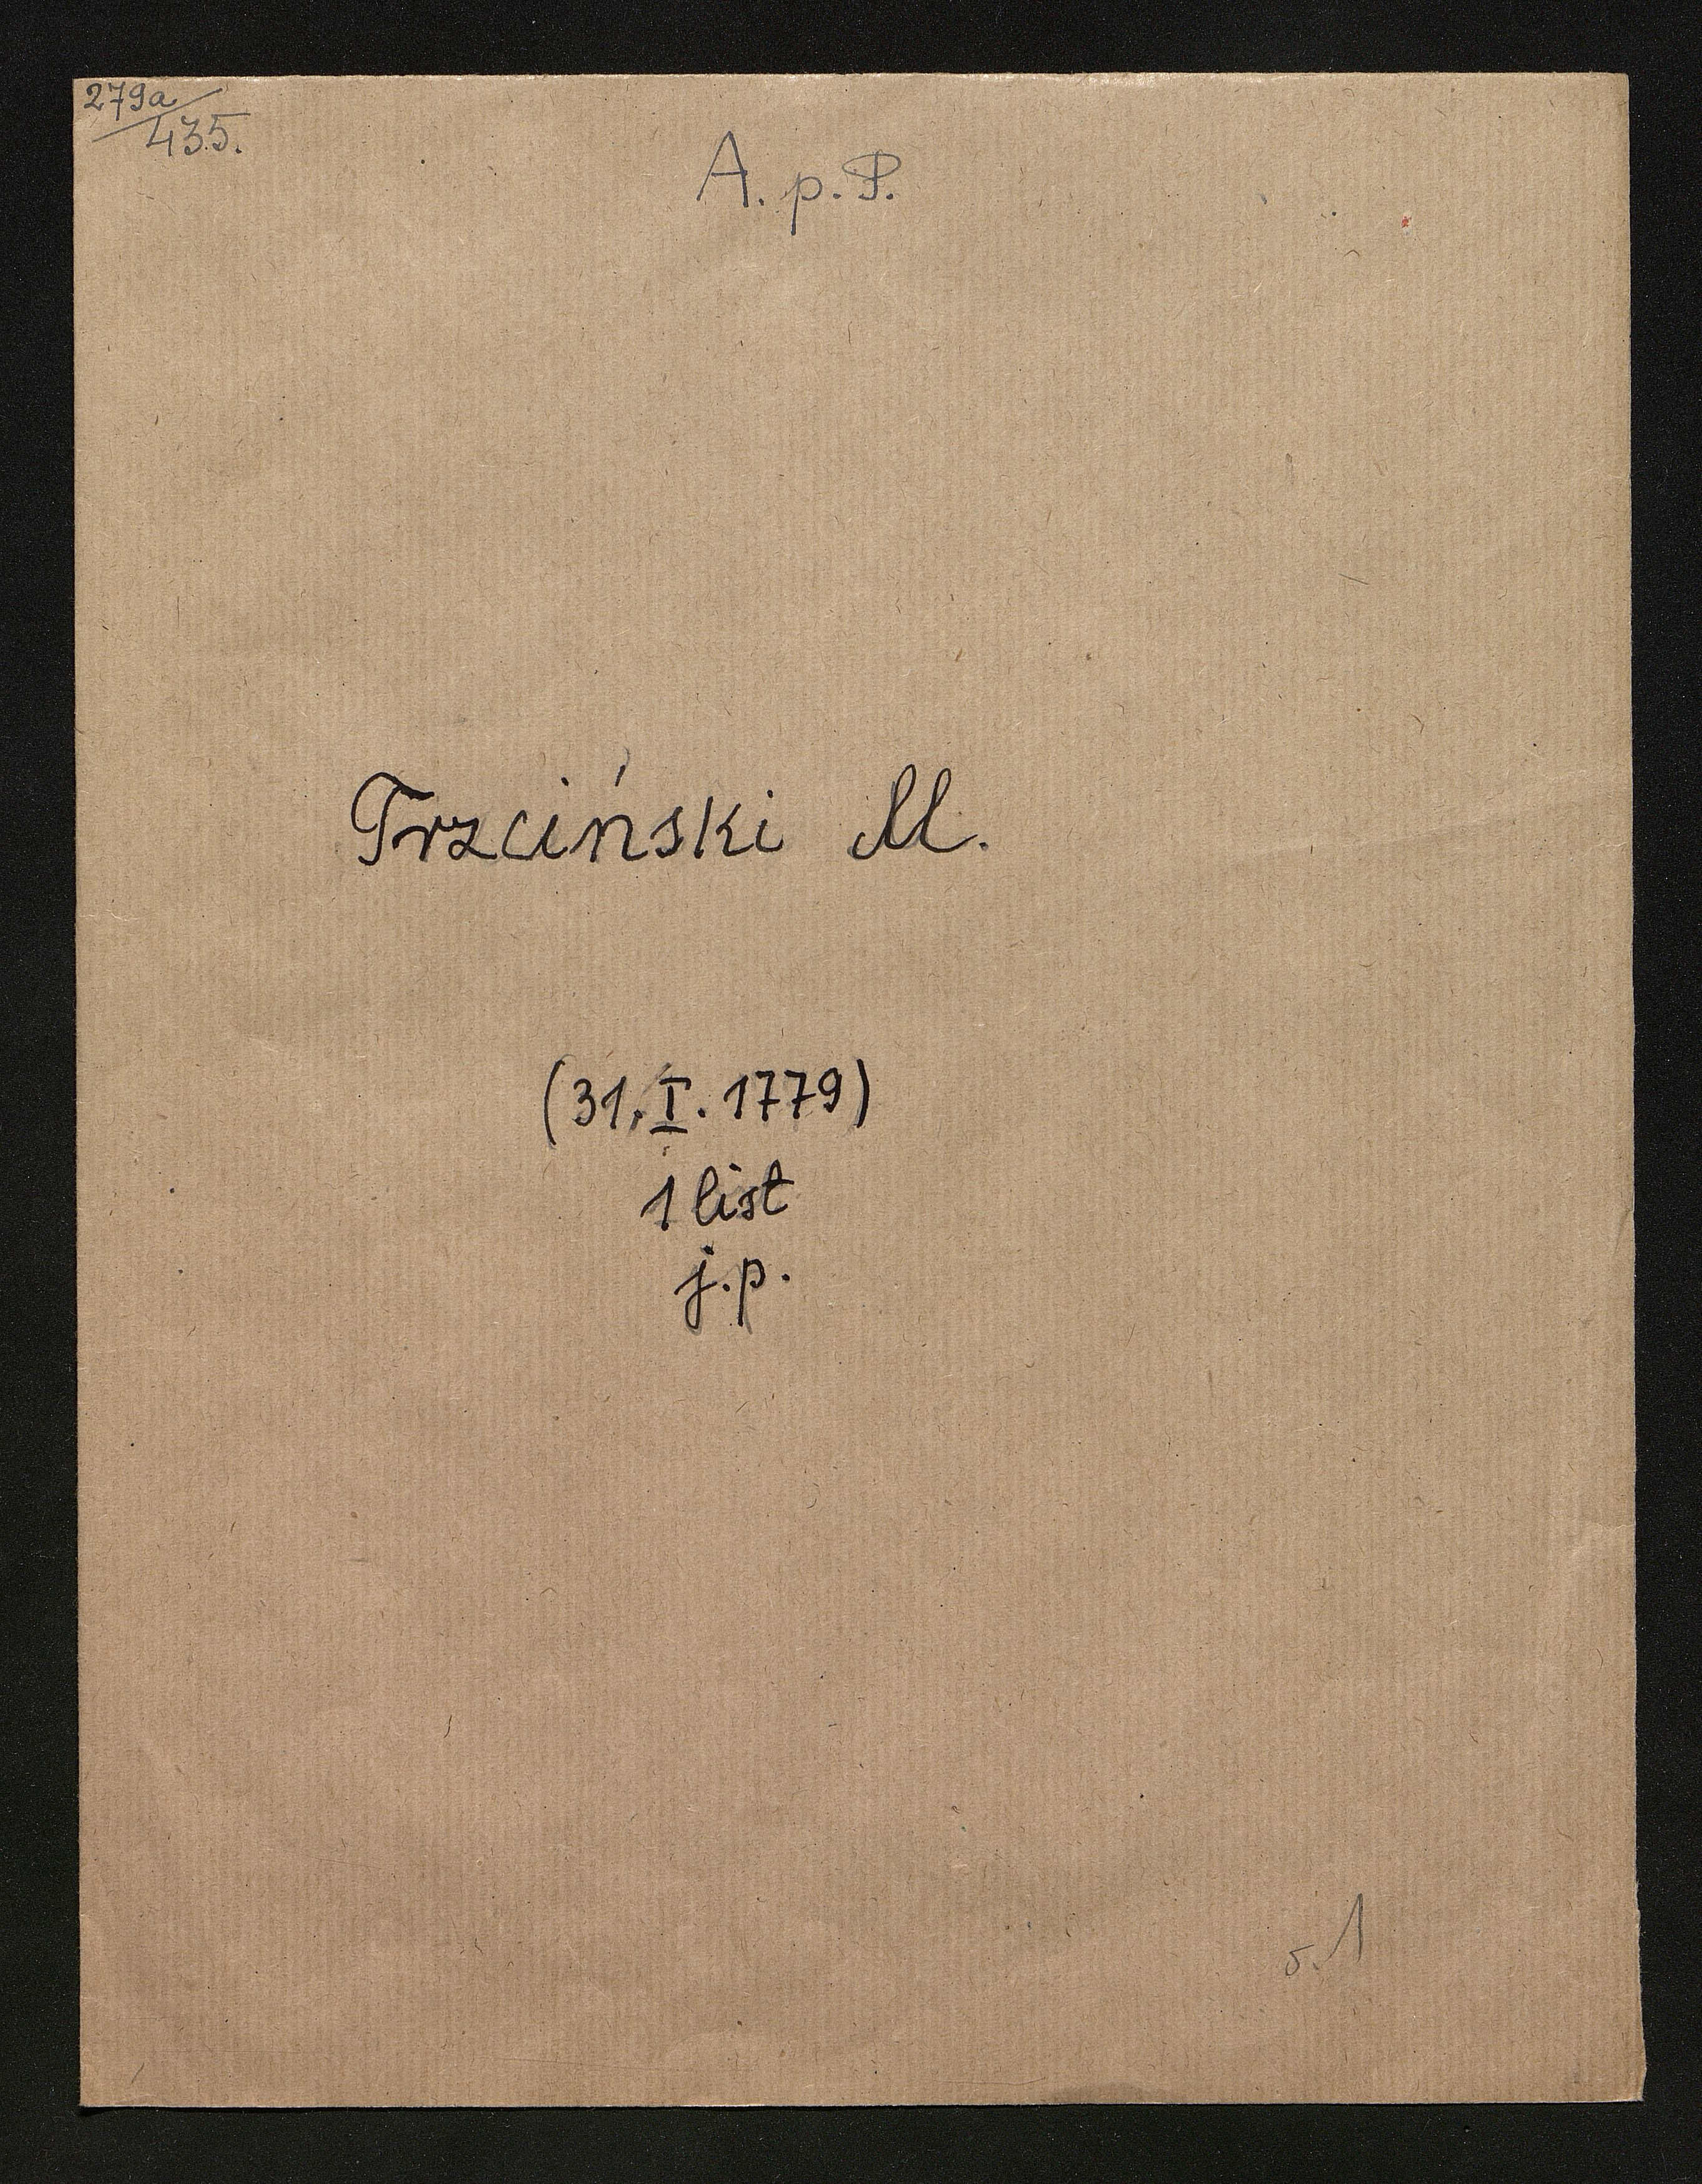 279a/435.
A. p. P.
Trzciński M.
(31. I. 1779)
1 list
j.p.
s. 1